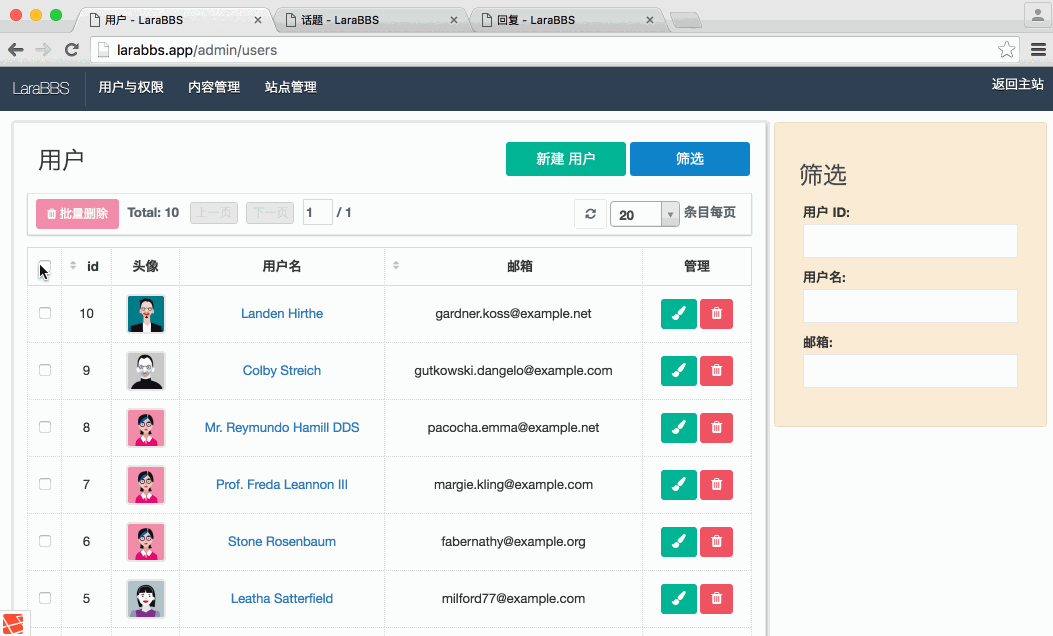 用户 - LaraBBS
话题 - LaraBBS
回复 - LaraBBS
larabbs.app/admin/users
LaraBBS 用户与权限 内容管理 站点管理 返回主站
用户 新建 用户 筛选
批量删除 Total: 10 上一页 下一页 1 / 1 20 条目每页
id 头像 用户名 邮箱 管理
10 Landen Hirthe gardner.koss@example.net
9 Colby Streich gutkowski.dangelo@example.com
8 Mr. Reymundo Hamill DDS pacocha.emma@example.net
7 Prof. Freda Leannon III margie.kling@example.com
6 Stone Rosenbaum fabernathy@example.org
5 Leatha Satterfield milford77@example.com
筛选
用户 ID:
用户名:
邮箱: